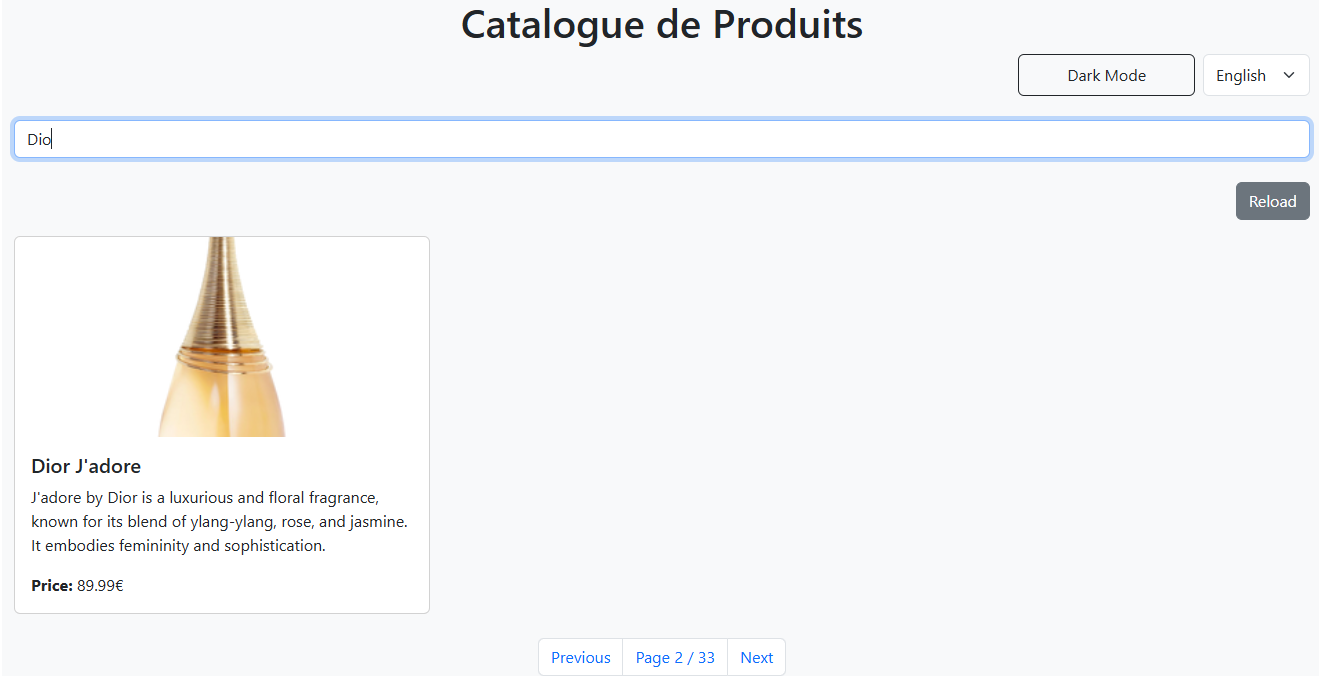 Catalogue de Produits
Dark Mode
English
Dio
Reload
Dior J'adore
J'adore by Dior is a luxurious and floral fragrance,
known for its blend of ylang-ylang, rose, and jasmine.
It embodies femininity and sophistication.
Price: 89.99€
Previous
Page 2 / 33
Next